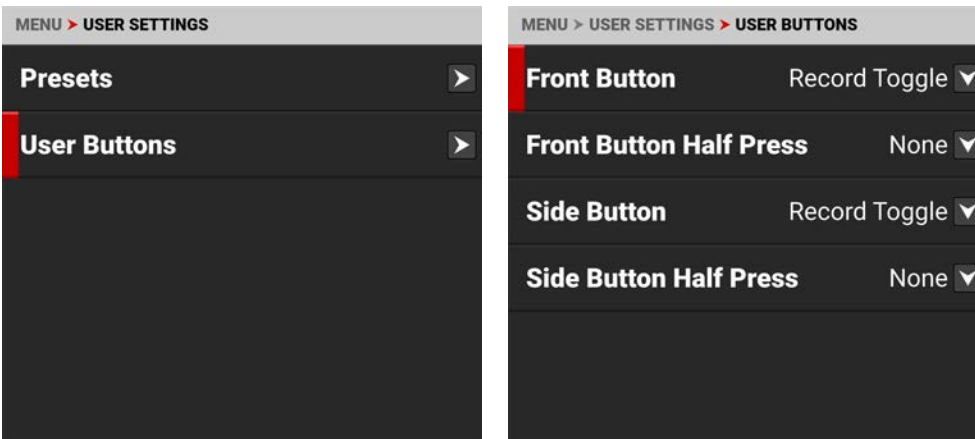 MENU > USER SETTINGS
Presets
User Buttons
MENU > USER SETTINGS > USER BUTTONS
Front Button Record Toggle
Front Button Half Press None
Side Button Record Toggle
Side Button Half Press None